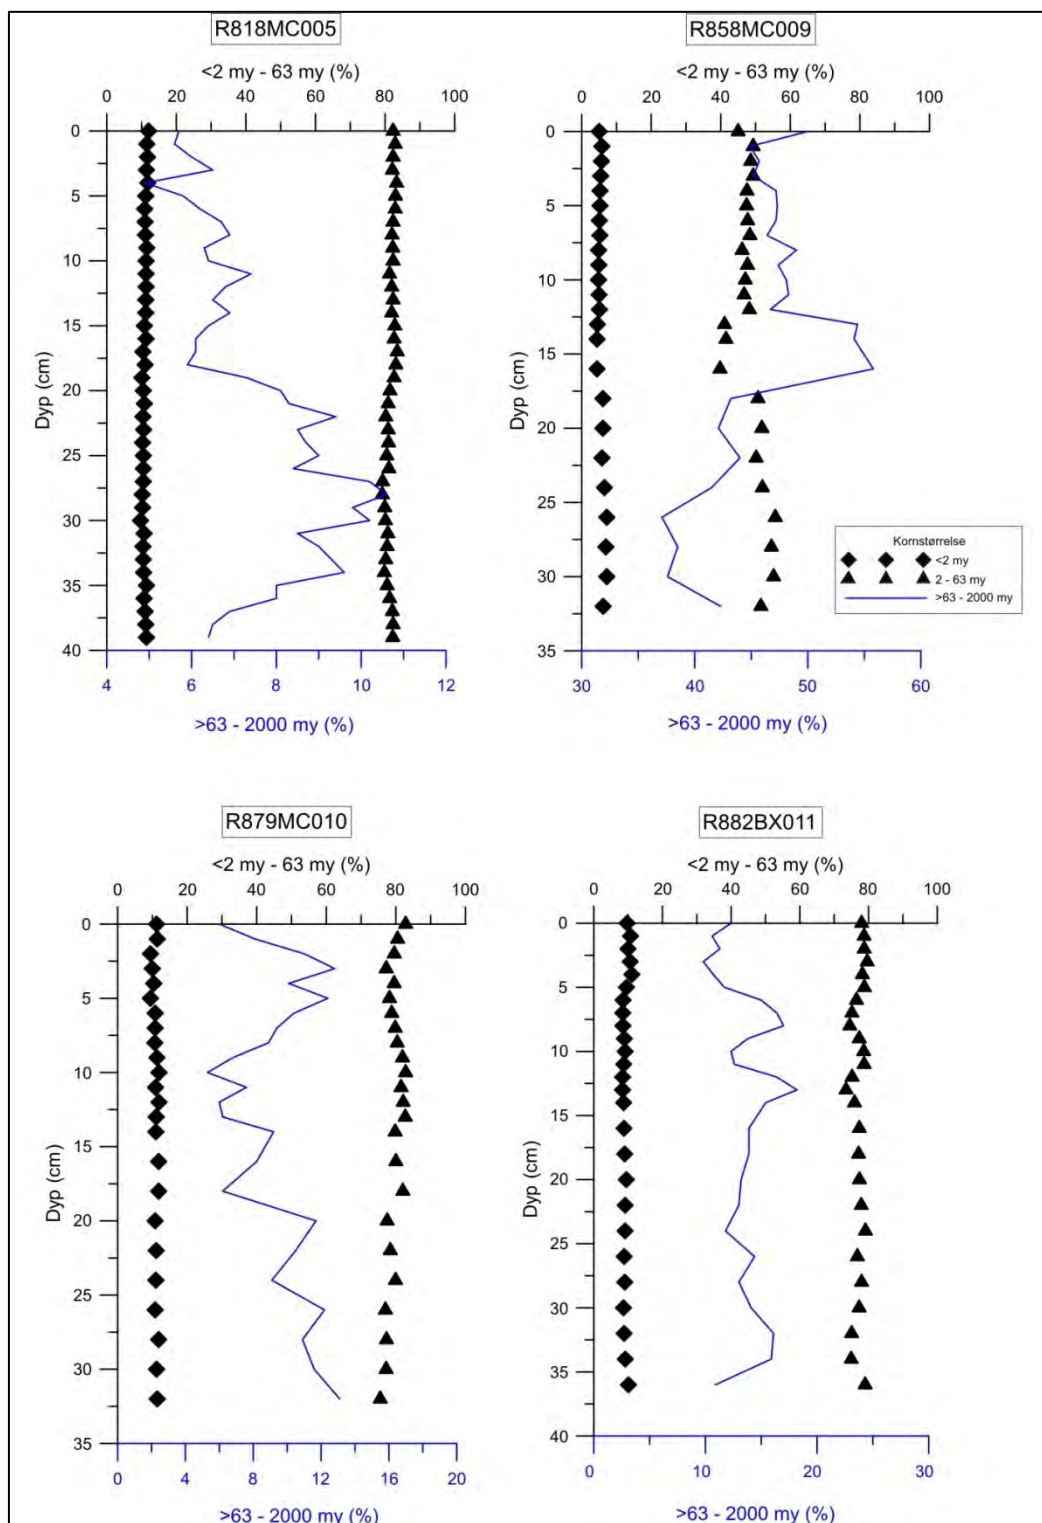 R818MC005
<2 my - 63 my (%)
0 20 40 60 80 100
0
5
10
15
20
25
30
35
40
Dyp (cm)
4 6 8 10 12
>63 - 2000 my (%)
R858MC009
<2 my - 63 my (%)
0 20 40 60 80 100
0
5
10
15
20
25
30
35
Dyp (cm)
Kornstørrelse
<2 my
2 - 63 my
>63 - 2000 my
30 40 50 60
>63 - 2000 my (%)
R879MC010
<2 my - 63 my (%)
0 20 40 60 80 100
0
5
10
15
20
25
30
35
Dyp (cm)
0 4 8 12 16 20
>63 - 2000 my (%)
R882BX011
<2 my - 63 my (%)
0 20 40 60 80 100
0
5
10
15
20
25
30
35
40
Dyp (cm)
0 10 20 30
>63 - 2000 my (%)